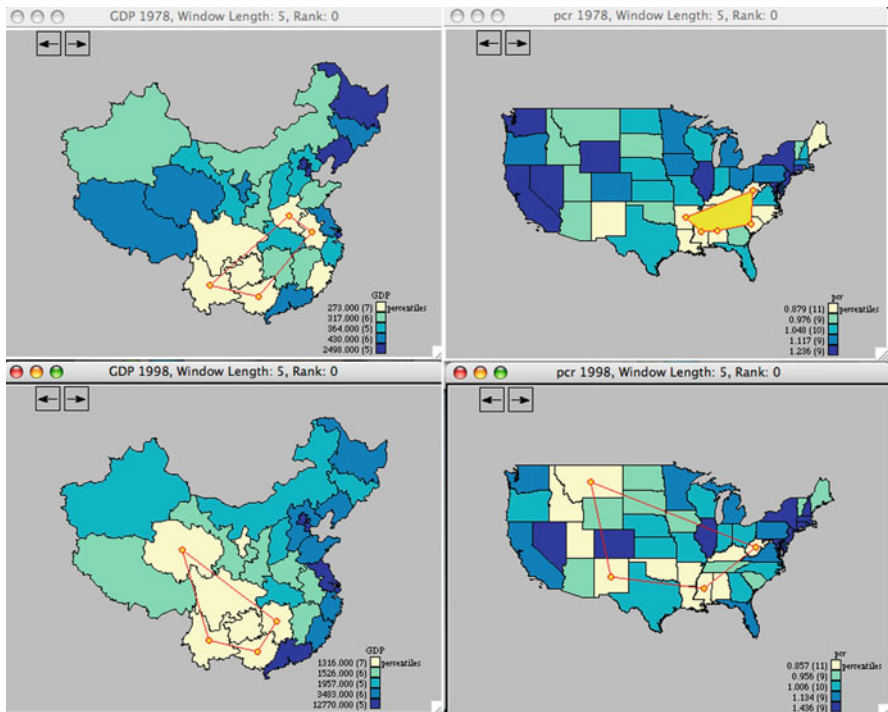 GDP 1978, Window Length: 5, Rank: 0
GDP
273.000 (7) percentiles
317.000 (6)
364.000 (5)
430.000 (6)
2498.000 (5)
pcr 1978, Window Length: 5, Rank: 0
pcr
0.879 (11) percentiles
0.976 (9)
1.048 (10)
1.117 (9)
1.236 (9)
GDP 1998, Window Length: 5, Rank: 0
GDP
1316.000 (7) percentiles
1526.000 (6)
1957.000 (5)
3483.000 (6)
12770.000 (5)
pcr 1998, Window Length: 5, Rank: 0
pcr
0.857 (11) percentiles
0.956 (9)
1.006 (10)
1.134 (9)
1.436 (9)